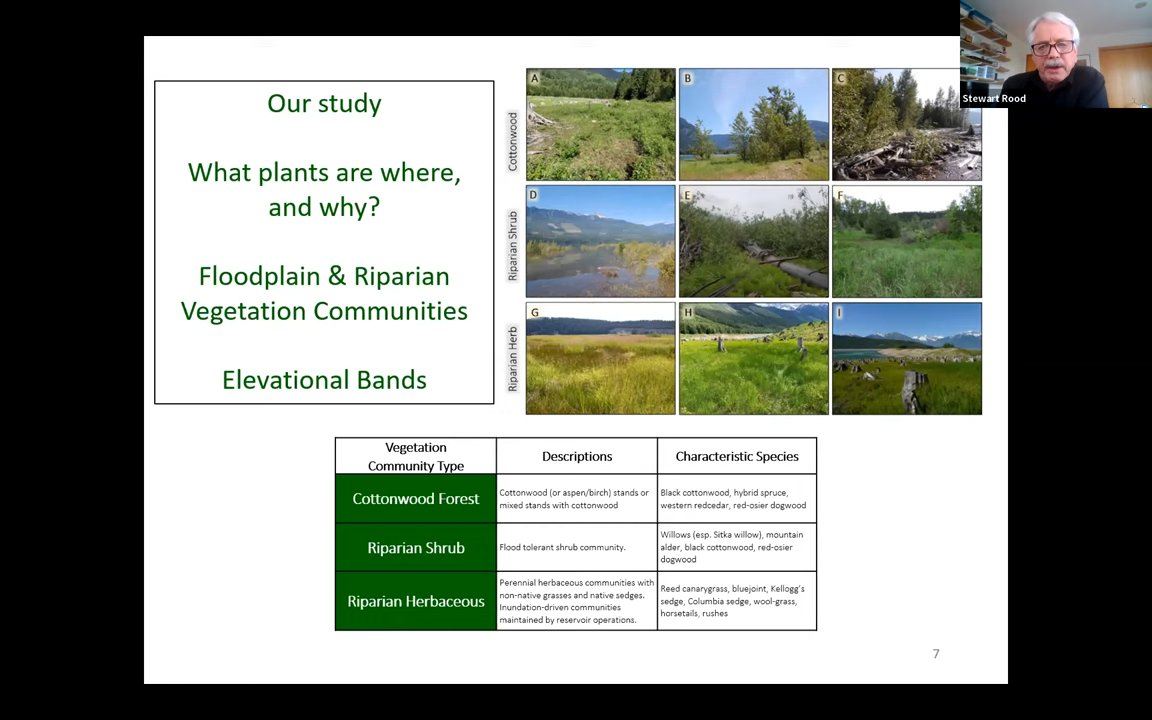 Our study
What plants are where,
and why?
Floodplain & Riparian
Vegetation Communities
Elevational Bands
Cottonwood
A
B
C
Riparian Shrub
D
E
F
Riparian Herb
G
H
I
Stewart Rood
Vegetation
Community Type
Descriptions
Characteristic Species
Cottonwood Forest
Cottonwood (or aspen/birch) stands or
mixed stands with cottonwood
Black cottonwood, hybrid spruce,
western redcedar, red-osier dogwood
Riparian Shrub
Flood tolerant shrub community.
Willows (esp. Sitka willow), mountain
alder, black cottonwood, red-osier
dogwood
Riparian Herbaceous
Perennial herbaceous communities with
non-native grasses and native sedges.
Inundation-driven communities
maintained by reservoir operations.
Reed canarygrass, bluejoint, Kellogg's
sedge, Columbia sedge, wool-grass,
horsetails, rushes
7